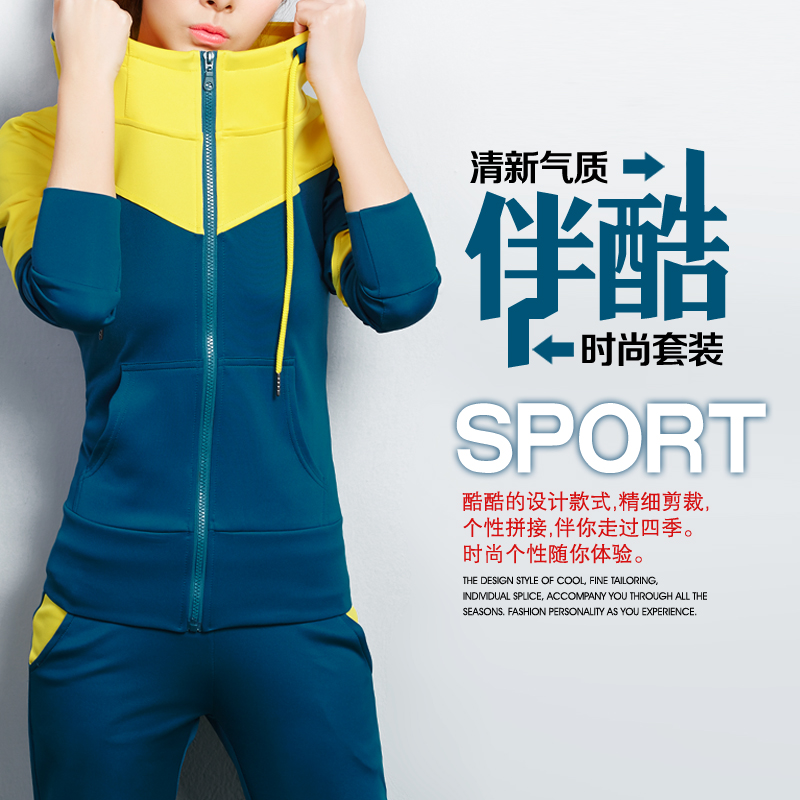 清新气质
伴酷
时尚套装
SPORT
酷酷的设计款式,精细剪裁,
个性拼接,伴你走过四季。
时尚个性随你体验。
THE DESIGN STYLE OF COOL, FINE TAILORING,
INDIVIDUAL SPLICE, ACCOMPANY YOU THROUGH ALL THE
SEASONS. FASHION PERSONALITY AS YOU EXPERIENCE.